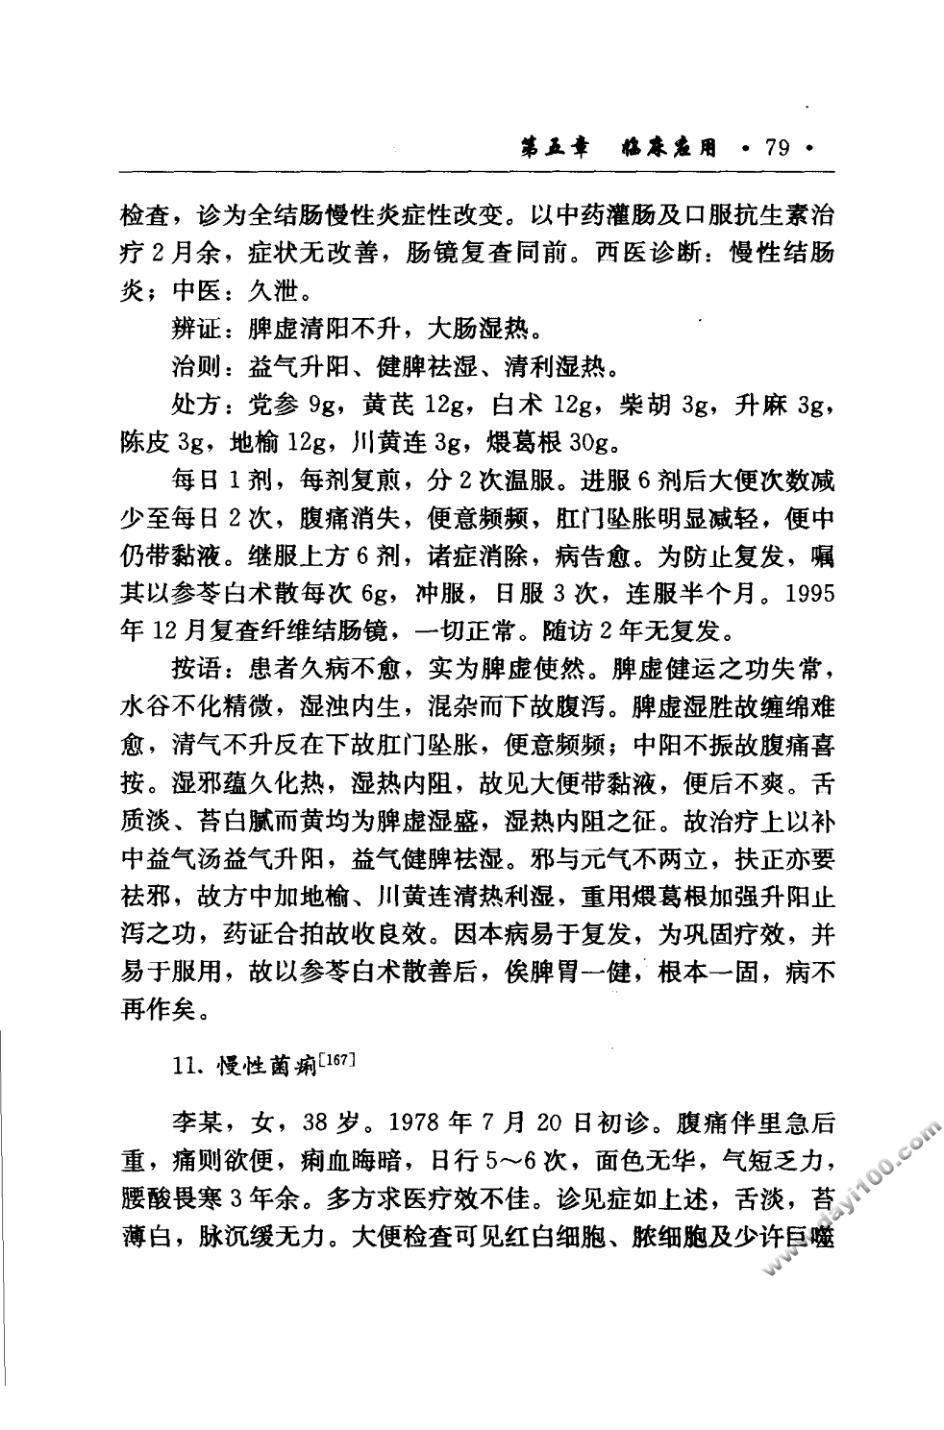 第五章 临床应用 • 79 •
检查，诊为全结肠慢性炎症性改变。以中药灌肠及口服抗生素治
疗 2 月余，症状无改善，肠镜复查同前。西医诊断：慢性结肠
炎；中医：久泄。
辨证：脾虚清阳不升，大肠湿热。
治则：益气升阳、健脾祛湿、清利湿热。
处方：党参 9g，黄芪 12g，白术 12g，柴胡 3g，升麻 3g，
陈皮 3g，地榆 12g，川黄连 3g，煨葛根 30g。
每日 1 剂，每剂复煎，分 2 次温服。进服 6 剂后大便次数减
少至每日 2 次，腹痛消失，便意频频，肛门坠胀明显减轻，便中
仍带黏液。继服上方 6 剂，诸症消除，病告愈。为防止复发，嘱
其以参苓白术散每次 6g，冲服，日服 3 次，连服半个月。1995
年 12 月复查纤维结肠镜，一切正常。随访 2 年无复发。
按语：患者久病不愈，实为脾虚使然。脾虚健运之功失常，
水谷不化精微，湿浊内生，混杂而下故腹泻。脾虚湿胜故缠绵难
愈，清气不升反在下故肛门坠胀，便意频频；中阳不振故腹痛喜
按。湿邪蕴久化热，湿热内阻，故见大便带黏液，便后不爽。舌
质淡、苔白腻而黄均为脾虚湿盛，湿热内阻之征。故治疗上以补
中益气汤益气升阳，益气健脾祛湿。邪与元气不两立，扶正亦要
祛邪，故方中加地榆、川黄连清热利湿，重用煨葛根加强升阳止
泻之功，药证合拍故收良效。因本病易于复发，为巩固疗效，并
易于服用，故以参苓白术散善后，俟脾胃一健，根本一固，病不
再作矣。
11. 慢性菌痢[167]
李某，女，38 岁。1978 年 7 月 20 日初诊。腹痛伴里急后
重，痛则欲便，痢血晦暗，日行 5～6 次，面色无华，气短乏力，
腰酸畏寒 3 年余。多方求医疗效不佳。诊见症如上述，舌淡，苔
薄白，脉沉缓无力。大便检查可见红白细胞、脓细胞及少许巨噬
www.dayi100.com